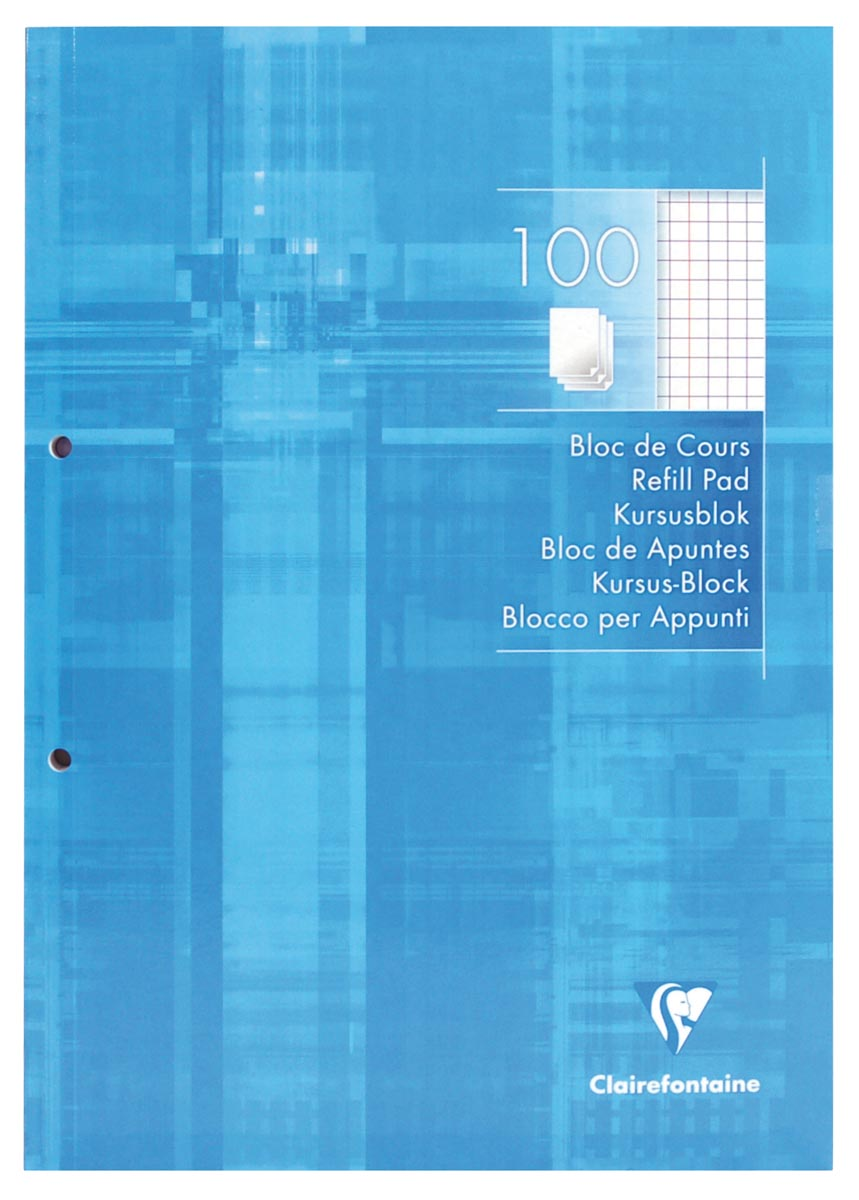 100
Bloc de Cours
Refill Pad
Kursusblok
Bloc de Apuntes
Kursus-Block
Blocco per Appunti
Clairefontaine